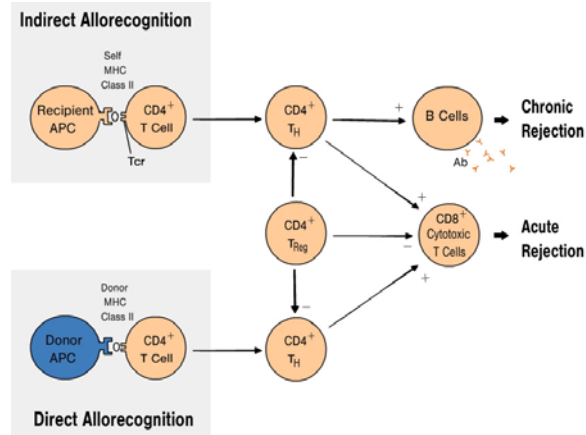 Indirect Allorecognition
Self
MHC
Class II
Recipient
APC
CD4+
T Cell
Tcr
CD4+
TH
+
B Cells
Ab
Chronic
Rejection
–
+
CD4+
TReg
–
CD8+
Cytotoxic
T Cells
Acute
Rejection
+
–
Donor
MHC
Class II
Donor
APC
CD4+
T Cell
CD4+
TH
Direct Allorecognition